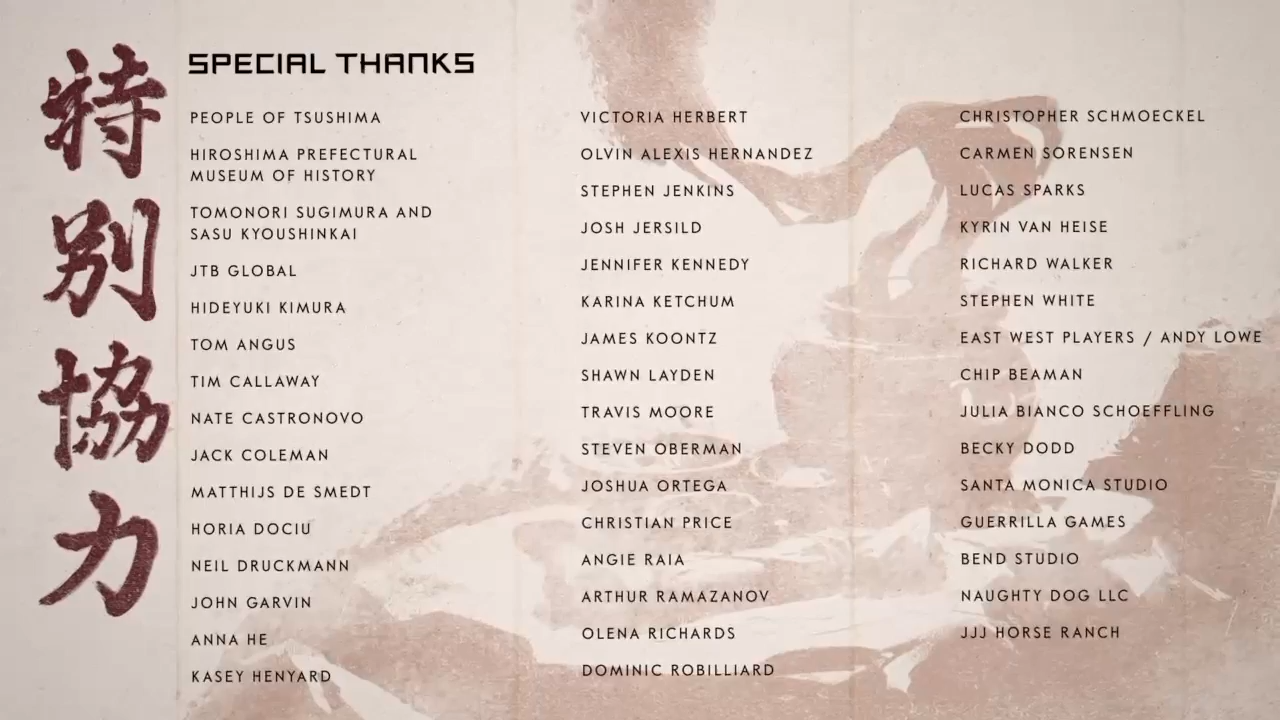 特別協力
SPECIAL THANKS
PEOPLE OF TSUSHIMA
HIROSHIMA PREFECTURAL
MUSEUM OF HISTORY
TOMONORI SUGIMURA AND
SASU KYOUSHINKAI
JTB GLOBAL
HIDEYUKI KIMURA
TOM ANGUS
TIM CALLAWAY
NATE CASTRONOVO
JACK COLEMAN
MATTHIJS DE SMEDT
HORIA DOCIU
NEIL DRUCKMANN
JOHN GARVIN
ANNA HE
KASEY HENYARD
VICTORIA HERBERT
OLVIN ALEXIS HERNANDEZ
STEPHEN JENKINS
JOSH JERSILD
JENNIFER KENNEDY
KARINA KETCHUM
JAMES KOONTZ
SHAWN LAYDEN
TRAVIS MOORE
STEVEN OBERMAN
JOSHUA ORTEGA
CHRISTIAN PRICE
ANGIE RAIA
ARTHUR RAMAZANOV
OLENA RICHARDS
DOMINIC ROBILLIARD
CHRISTOPHER SCHMOECKEL
CARMEN SORENSEN
LUCAS SPARKS
KYRIN VAN HEISE
RICHARD WALKER
STEPHEN WHITE
EAST WEST PLAYERS / ANDY LOWE
CHIP BEAMAN
JULIA BIANCO SCHOEFFLING
BECKY DODD
SANTA MONICA STUDIO
GUERRILLA GAMES
BEND STUDIO
NAUGHTY DOG LLC
JJJ HORSE RANCH